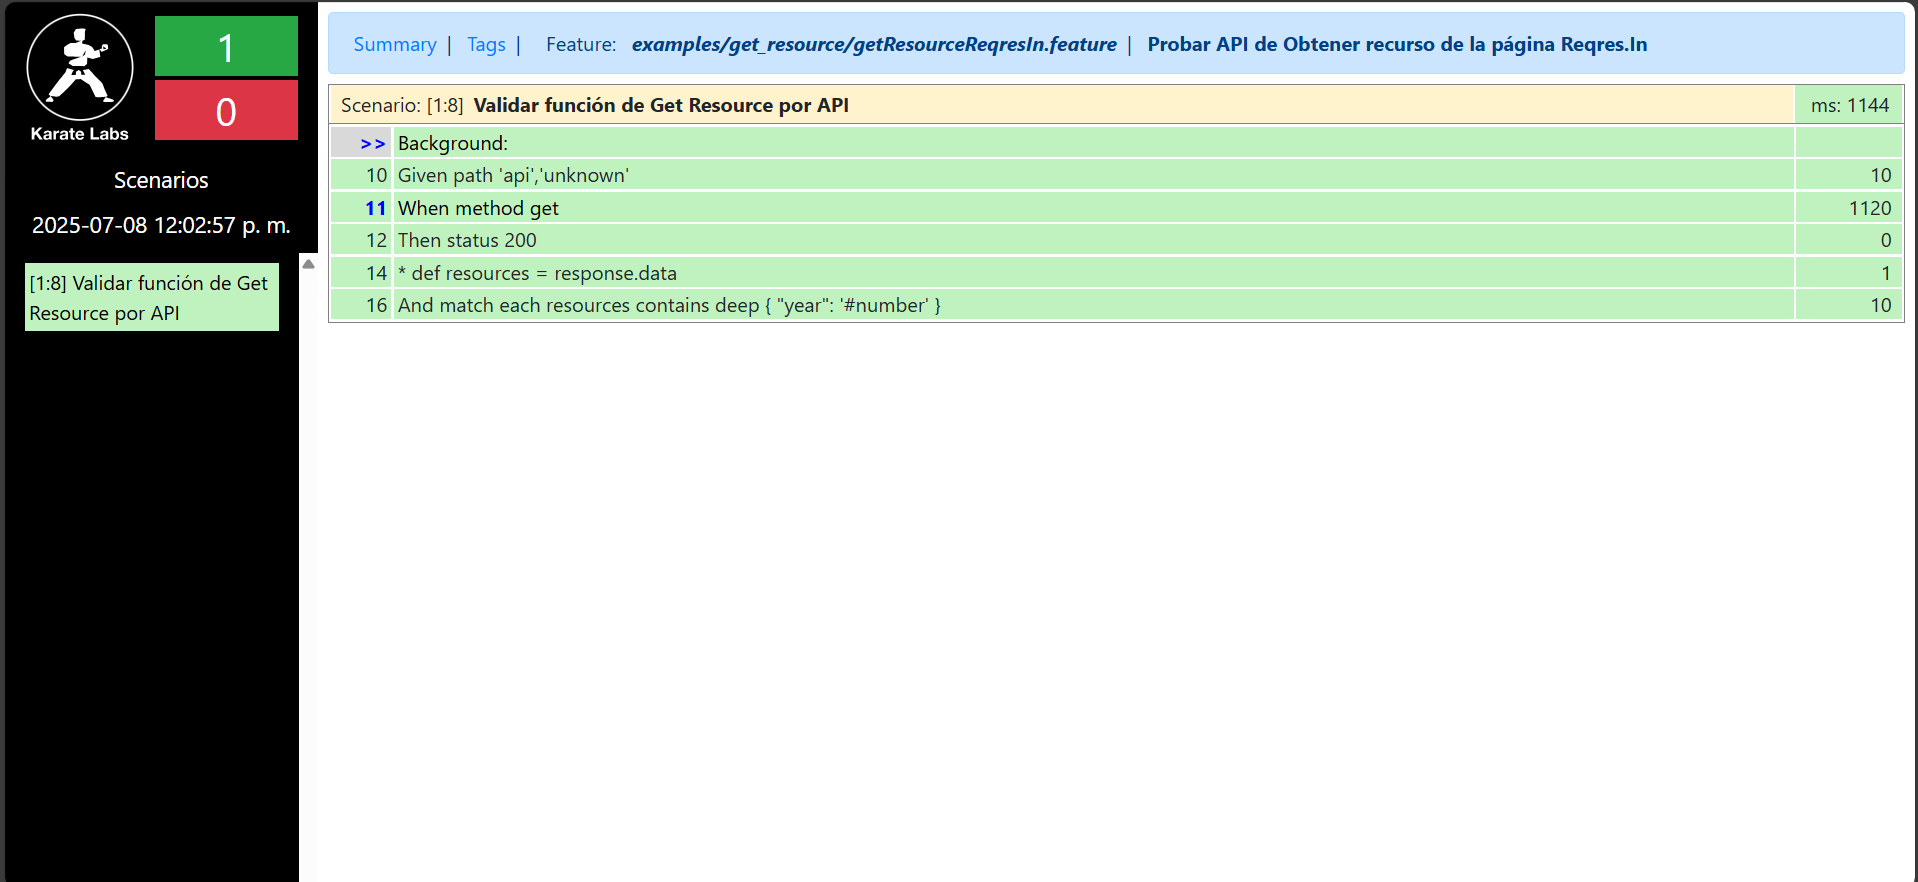 Karate Labs
1
0
Scenarios
2025-07-08 12:02:57 p. m.
[1:8] Validar función de Get
Resource por API
Summary | Tags | Feature: examples/get_resource/getResourceReqresIn.feature | Probar API de Obtener recurso de la página Reqres.In
Scenario: [1:8] Validar función de Get Resource por API ms: 1144
>> Background:
10 Given path 'api','unknown' 10
11 When method get 1120
12 Then status 200 0
14 * def resources = response.data 1
16 And match each resources contains deep { "year": '#number' } 10